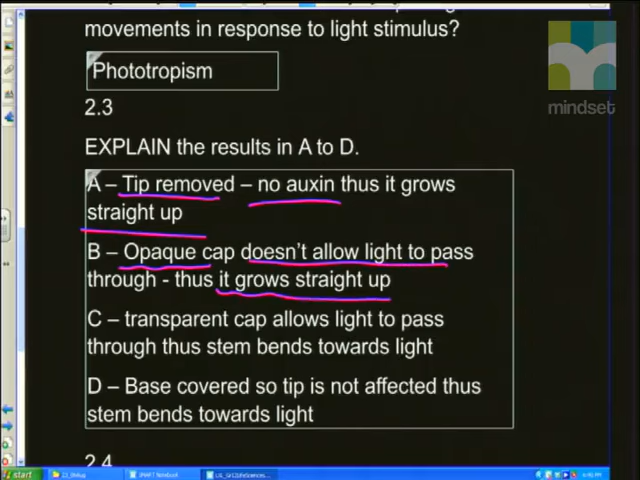 movements in response to light stimulus?
Phototropism
mindset
2.3
EXPLAIN the results in A to D.
A – Tip removed – no auxin thus it grows
straight up
B – Opaque cap doesn't allow light to pass
through - thus it grows straight up
C – transparent cap allows light to pass
through thus stem bends towards light
D – Base covered so tip is not affected thus
stem bends towards light
2.4
start
SMART Notebook